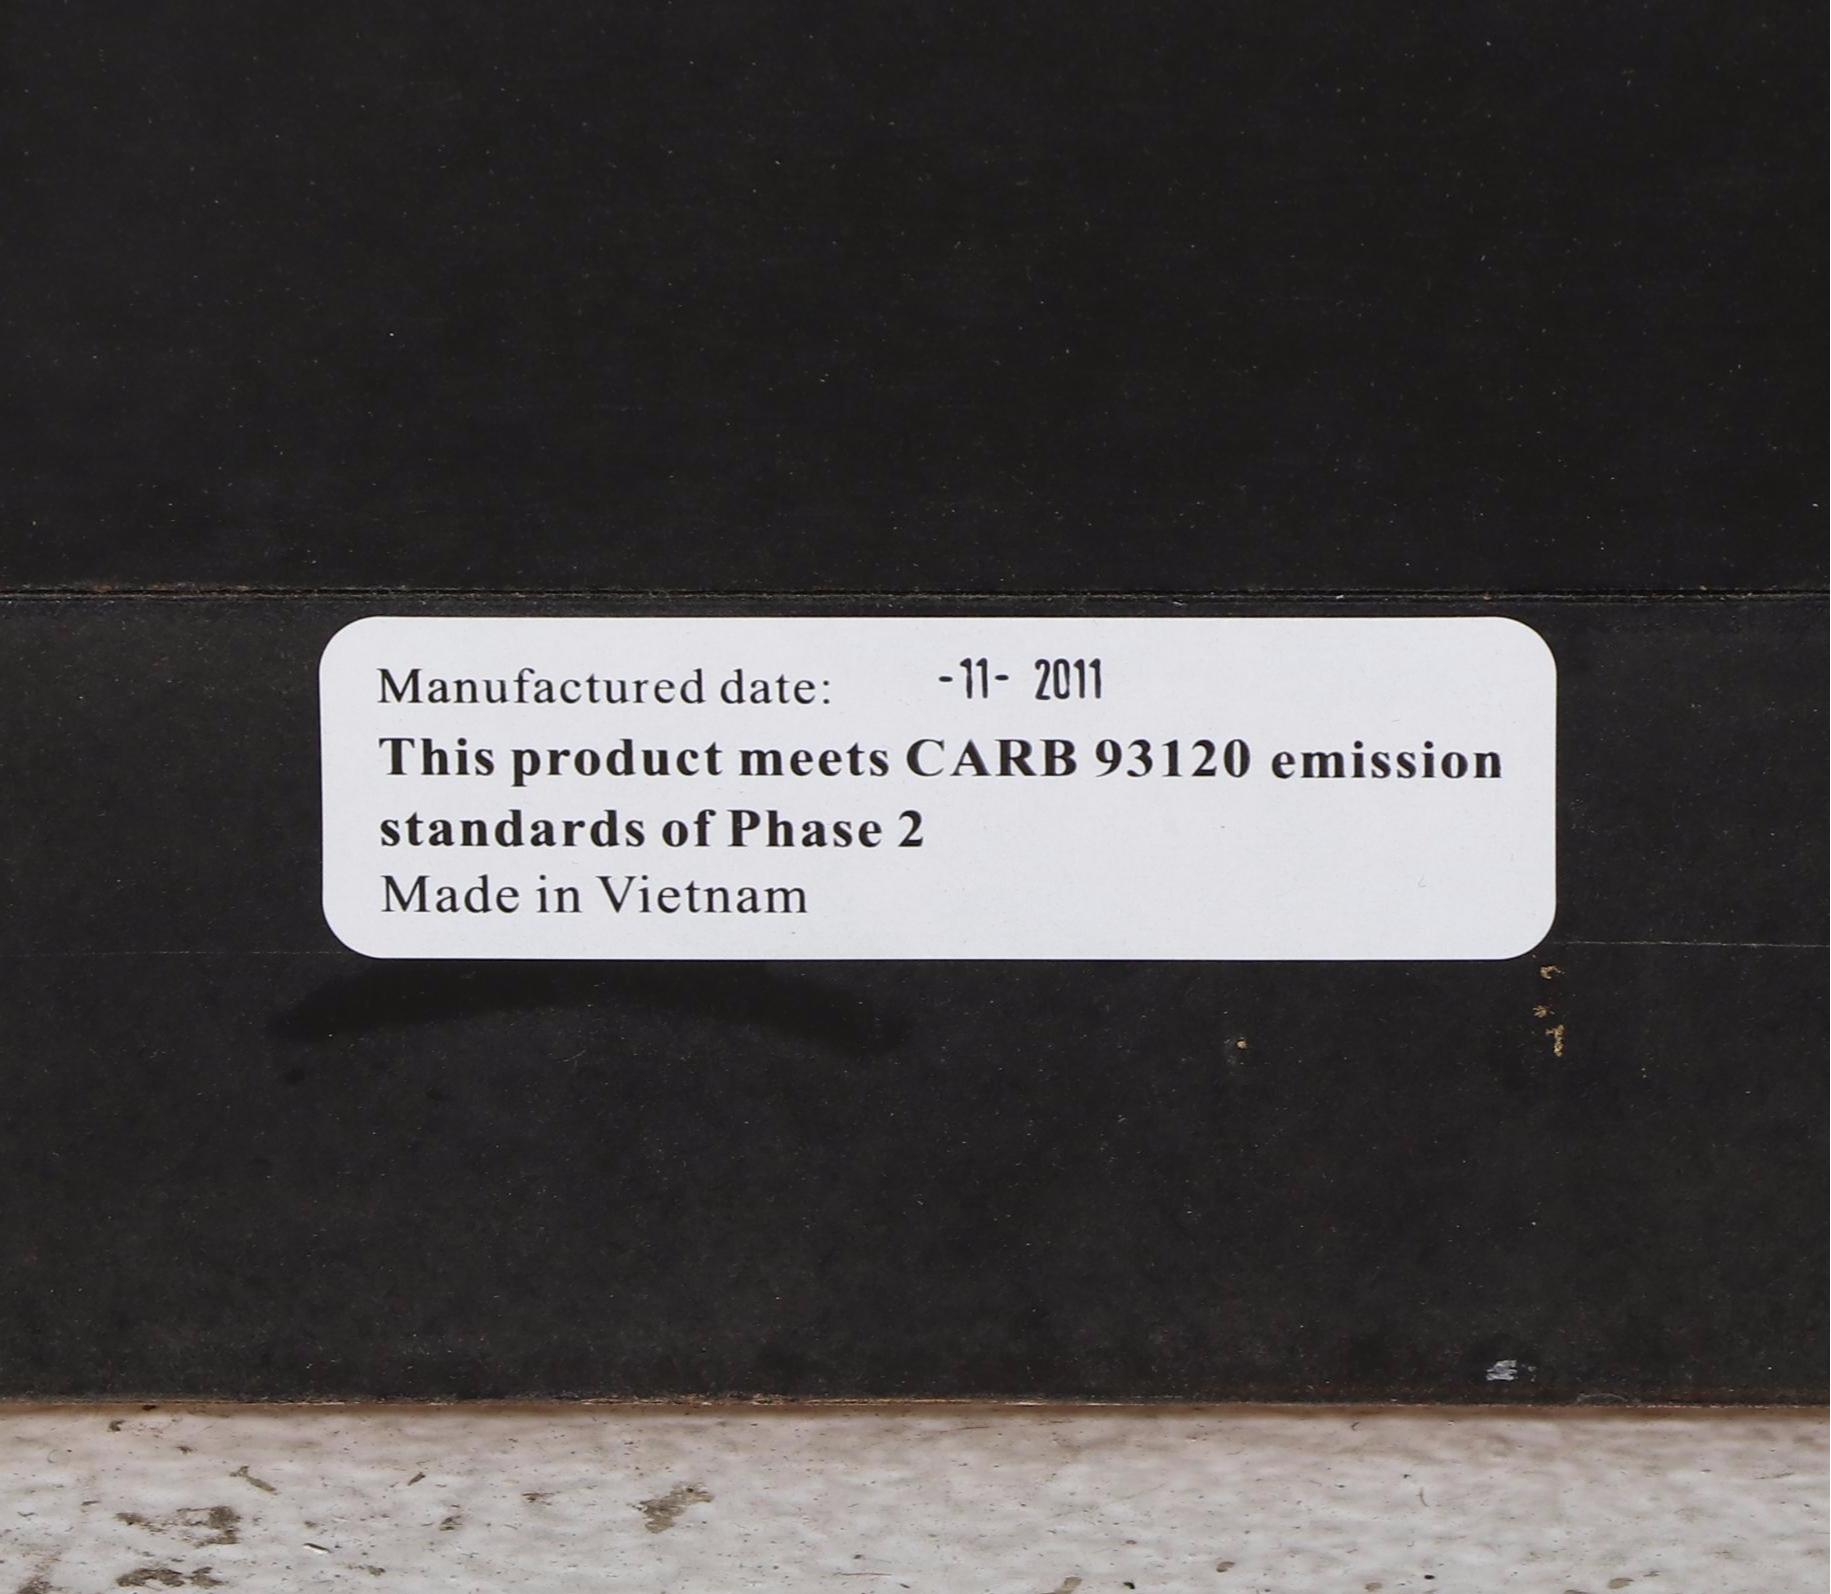 Manufactured date: -11- 2011
This product meets CARB 93120 emission
standards of Phase 2
Made in Vietnam